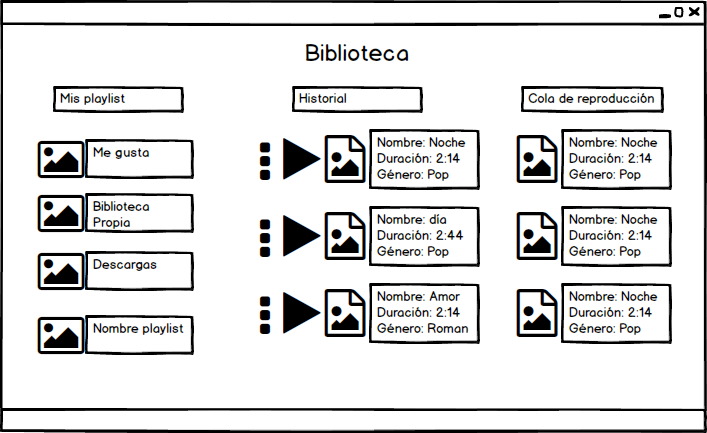 Biblioteca
Mis playlist
Me gusta
Biblioteca
Propia
Descargas
Nombre playlist
Historial
Nombre: Noche
Duración: 2:14
Género: Pop
Nombre: día
Duración: 2:44
Género: Pop
Nombre: Amor
Duración: 2:14
Género: Roman
Cola de reproducción
Nombre: Noche
Duración: 2:14
Género: Pop
Nombre: Noche
Duración: 2:14
Género: Pop
Nombre: Noche
Duración: 2:14
Género: Pop